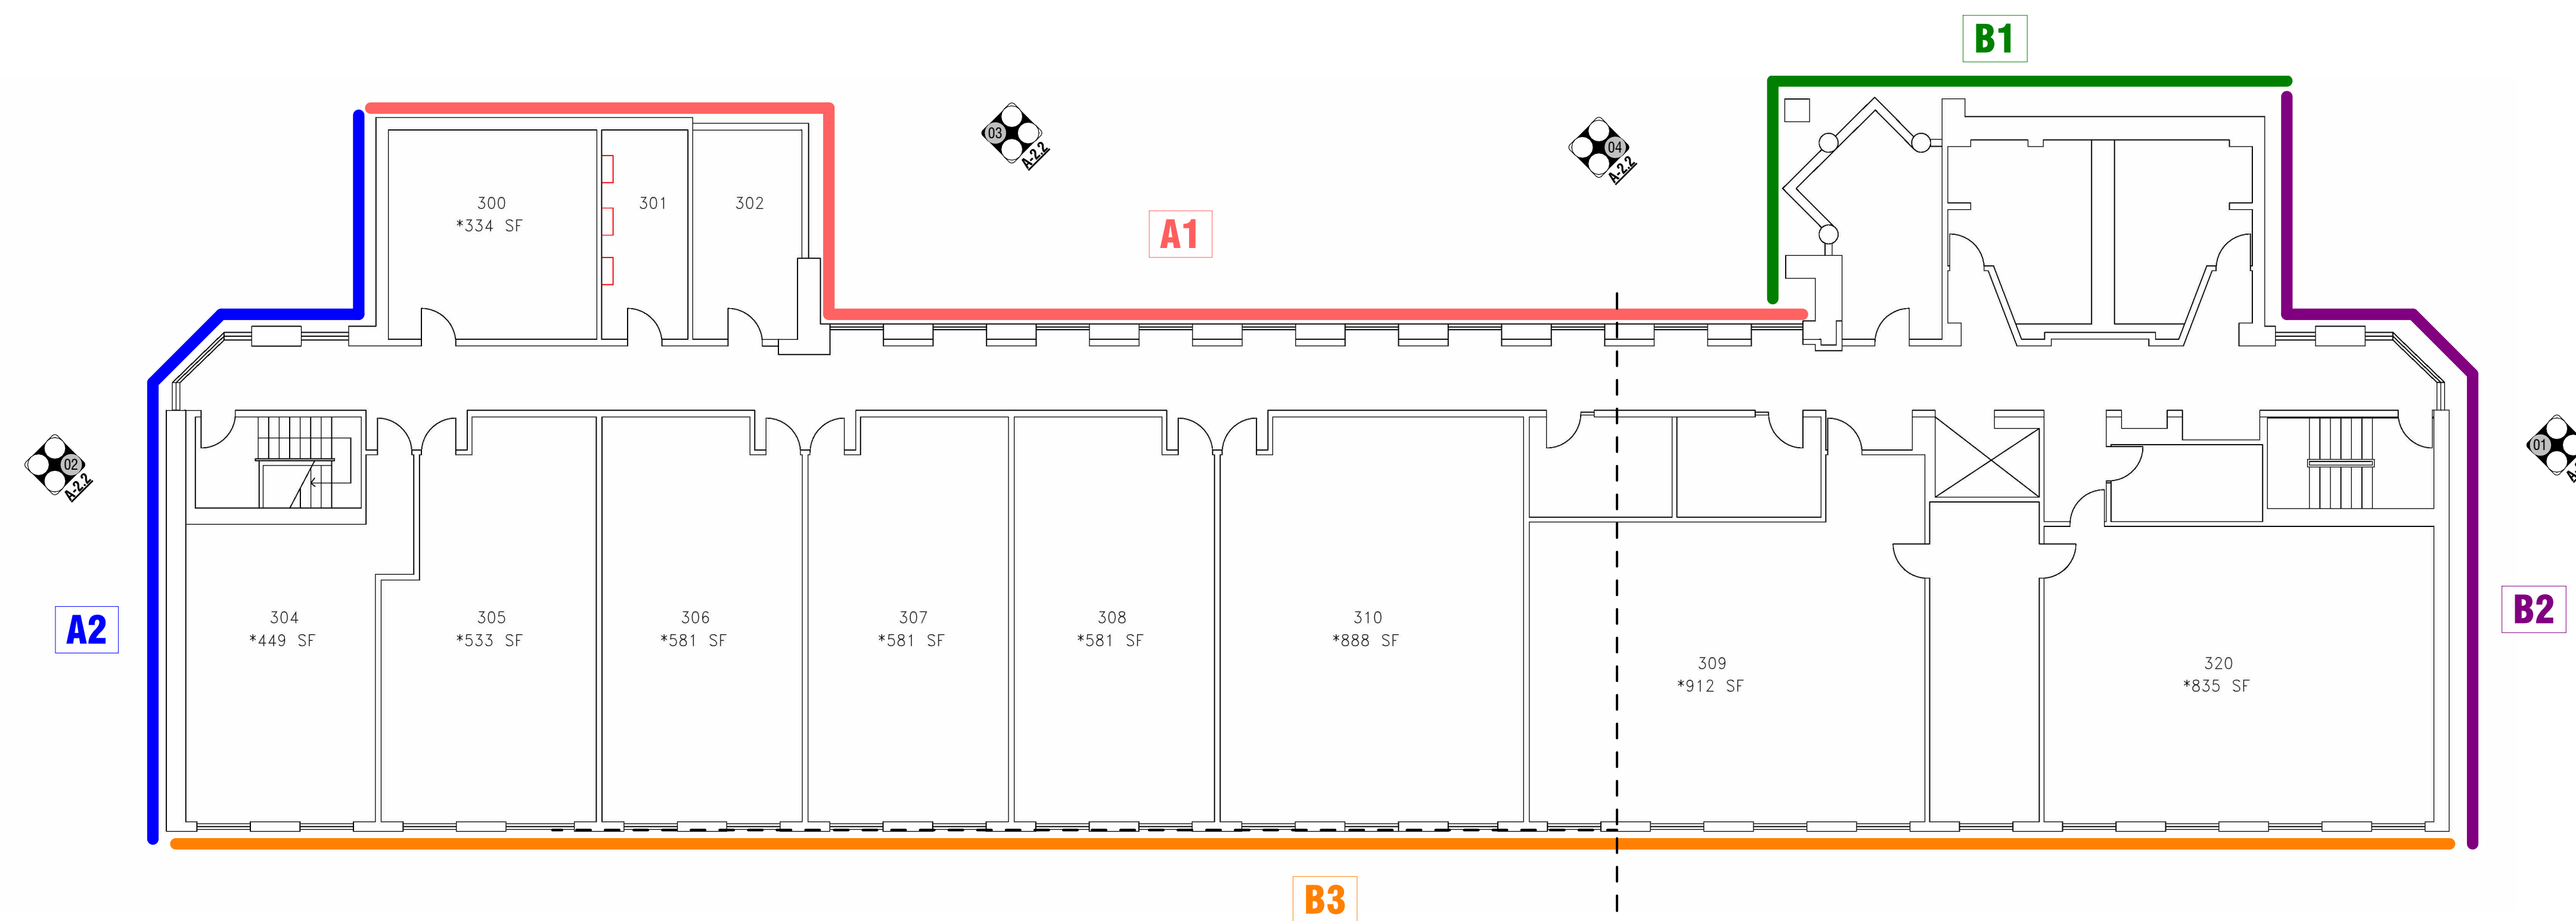 B1
03
A-2.2
04
A-2.2
A1
300
*334 SF
301
302
02
A-2.2
01
A2
304
*449 SF
305
*533 SF
306
*581 SF
307
*581 SF
308
*581 SF
310
*888 SF
309
*912 SF
320
*835 SF
B2
B3